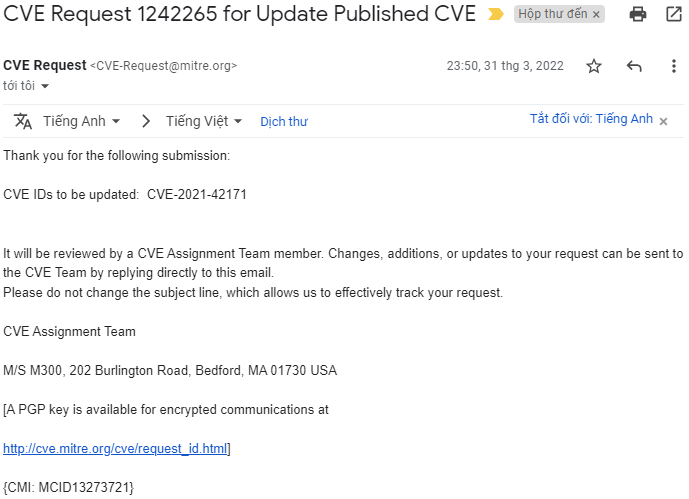 CVE Request 1242265 for Update Published CVE Hộp thư đến ×
CVE Request <CVE-Request@mitre.org> 23:50, 31 thg 3, 2022
tới tôi
Tiếng Anh > Tiếng Việt Dịch thư Tắt đối với: Tiếng Anh ×
Thank you for the following submission:
CVE IDs to be updated: CVE-2021-42171
It will be reviewed by a CVE Assignment Team member. Changes, additions, or updates to your request can be sent to
the CVE Team by replying directly to this email.
Please do not change the subject line, which allows us to effectively track your request.
CVE Assignment Team
M/S M300, 202 Burlington Road, Bedford, MA 01730 USA
[A PGP key is available for encrypted communications at
http://cve.mitre.org/cve/request_id.html]
{CMI: MCID13273721}